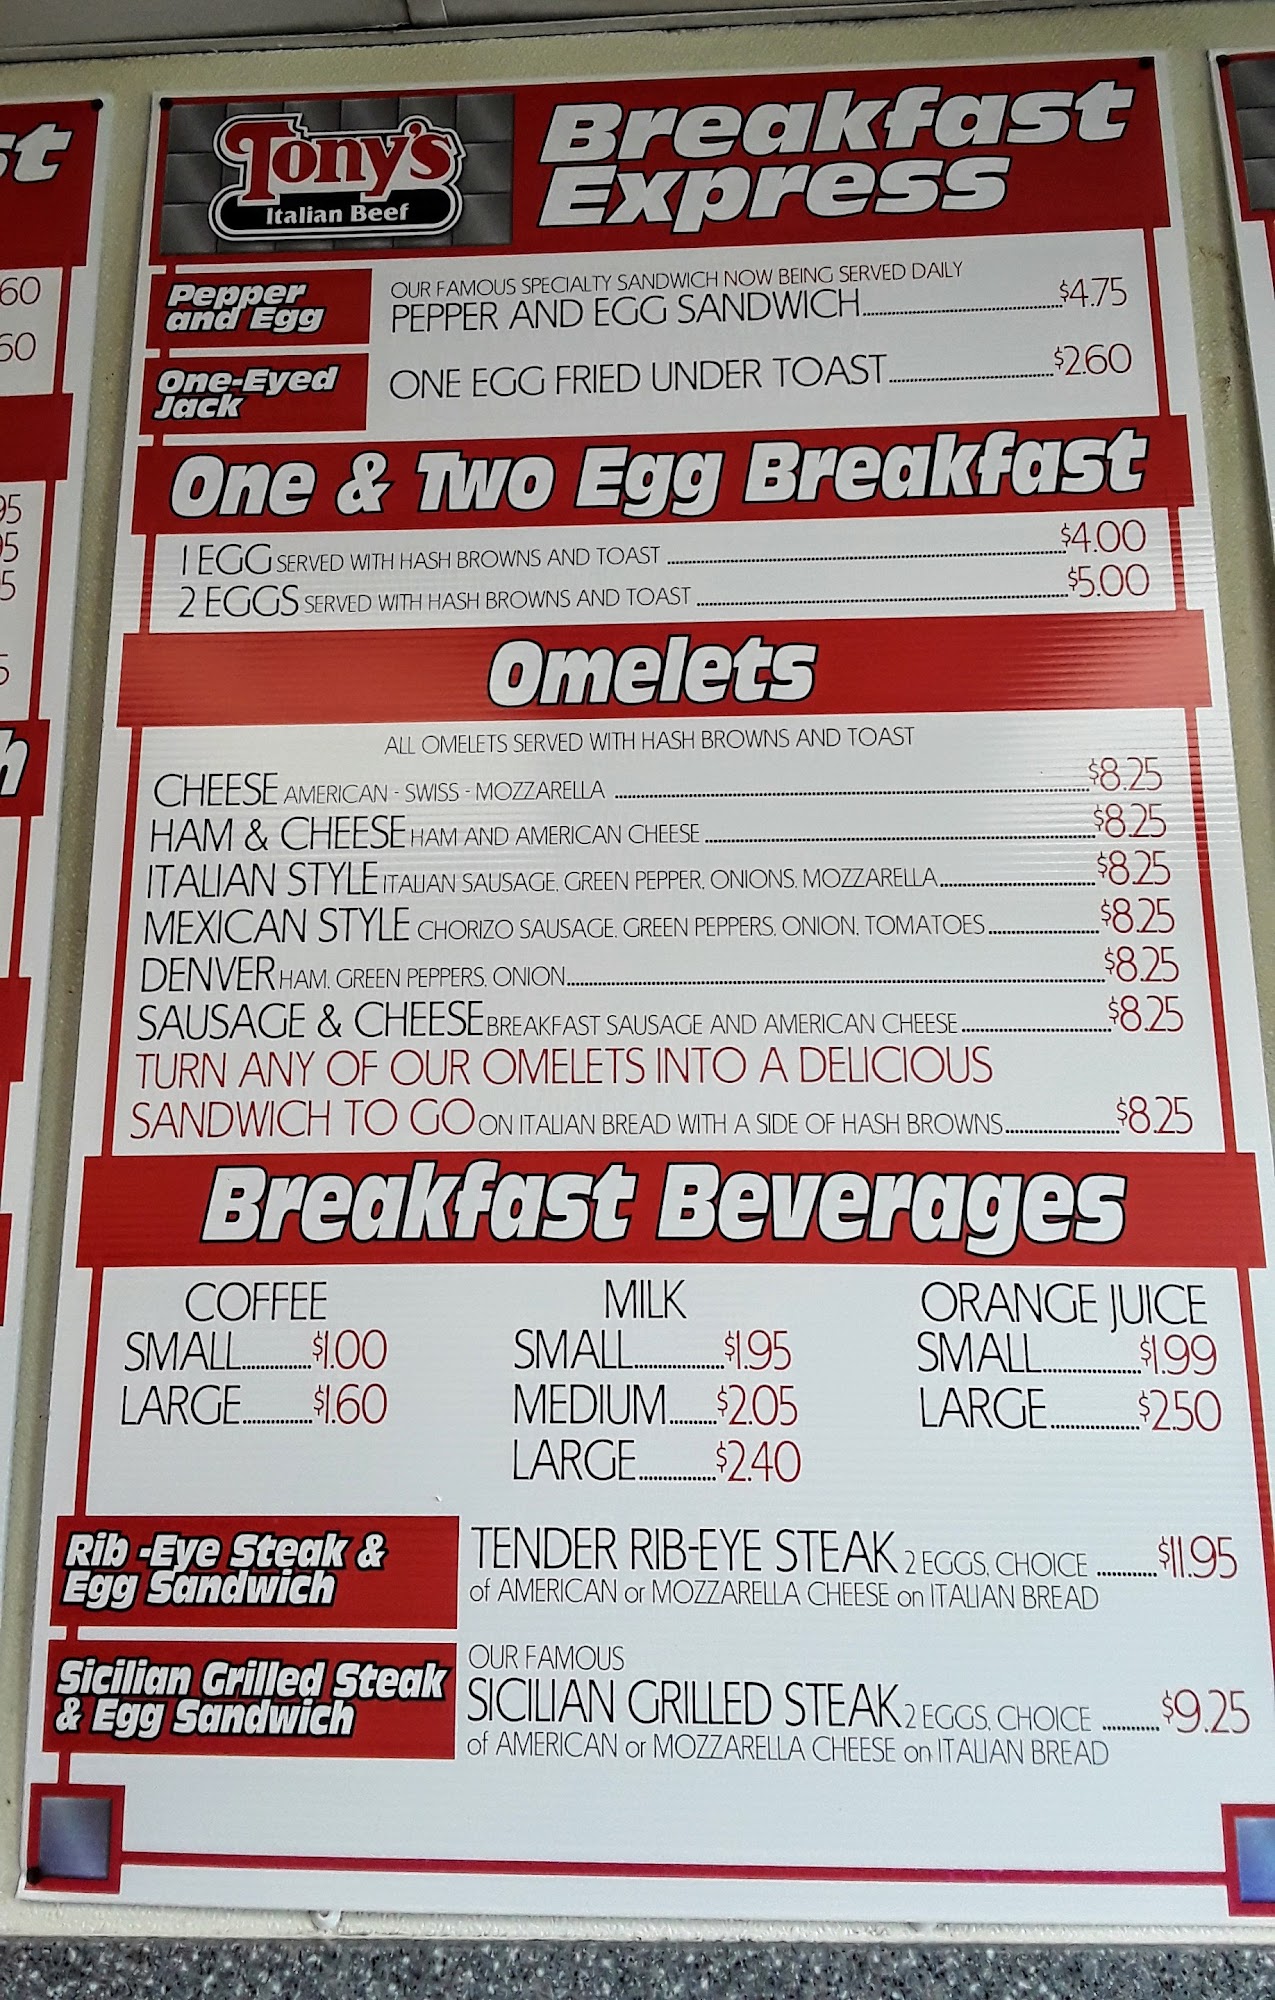 Tony's
Italian Beef
Breakfast
Express
Pepper
and Egg
OUR FAMOUS SPECIALTY SANDWICH NOW BEING SERVED DAILY
PEPPER AND EGG SANDWICH $4.75
One-Eyed
Jack
ONE EGG FRIED UNDER TOAST $2.60
One & Two Egg Breakfast
1 EGG SERVED WITH HASH BROWNS AND TOAST $4.00
2 EGGS SERVED WITH HASH BROWNS AND TOAST $5.00
Omelets
ALL OMELETS SERVED WITH HASH BROWNS AND TOAST
CHEESE AMERICAN - SWISS - MOZZARELLA $8.25
HAM & CHEESE HAM AND AMERICAN CHEESE $8.25
ITALIAN STYLE ITALIAN SAUSAGE, GREEN PEPPER, ONIONS, MOZZARELLA $8.25
MEXICAN STYLE CHORIZO SAUSAGE, GREEN PEPPERS, ONION, TOMATOES $8.25
DENVER HAM, GREEN PEPPERS, ONION $8.25
SAUSAGE & CHEESE BREAKFAST SAUSAGE AND AMERICAN CHEESE $8.25
TURN ANY OF OUR OMELETS INTO A DELICIOUS
SANDWICH TO GO ON ITALIAN BREAD WITH A SIDE OF HASH BROWNS $8.25
Breakfast Beverages
COFFEE
SMALL $1.00
LARGE $1.60
MILK
SMALL $1.95
MEDIUM $2.05
LARGE $2.40
ORANGE JUICE
SMALL $1.99
LARGE $2.50
Rib -Eye Steak &
Egg Sandwich
TENDER RIB-EYE STEAK 2 EGGS, CHOICE $11.95
of AMERICAN or MOZZARELLA CHEESE on ITALIAN BREAD
Sicilian Grilled Steak
& Egg Sandwich
OUR FAMOUS
SICILIAN GRILLED STEAK 2 EGGS, CHOICE $9.25
of AMERICAN or MOZZARELLA CHEESE on ITALIAN BREAD